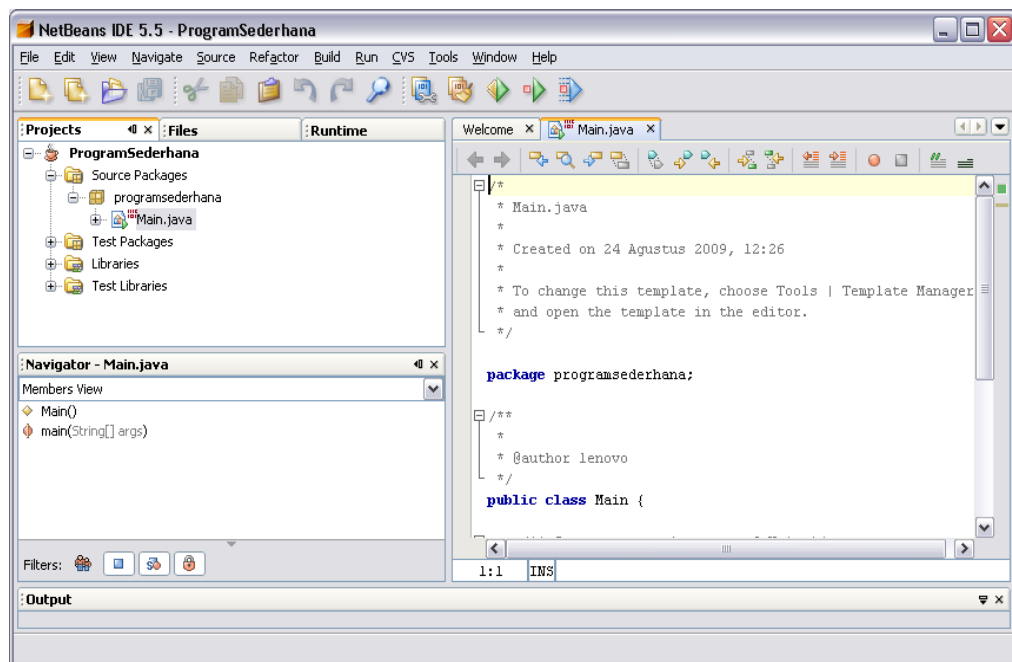 NetBeans IDE 5.5 - ProgramSederhana
File Edit View Navigate Source Refactor Build Run CVS Tools Window Help
Projects Files Runtime
ProgramSederhana
Source Packages
programsederhana
Main.java
Test Packages
Libraries
Test Libraries
Navigator - Main.java
Members View
Main()
main(String[] args)
Filters:
Welcome Main.java
/*
* Main.java
*
* Created on 24 Agustus 2009, 12:26
*
* To change this template, choose Tools | Template Manager
* and open the template in the editor.
*/
package programsederhana;
/**
*
* @author lenovo
*/
public class Main {
1:1 INS
Output